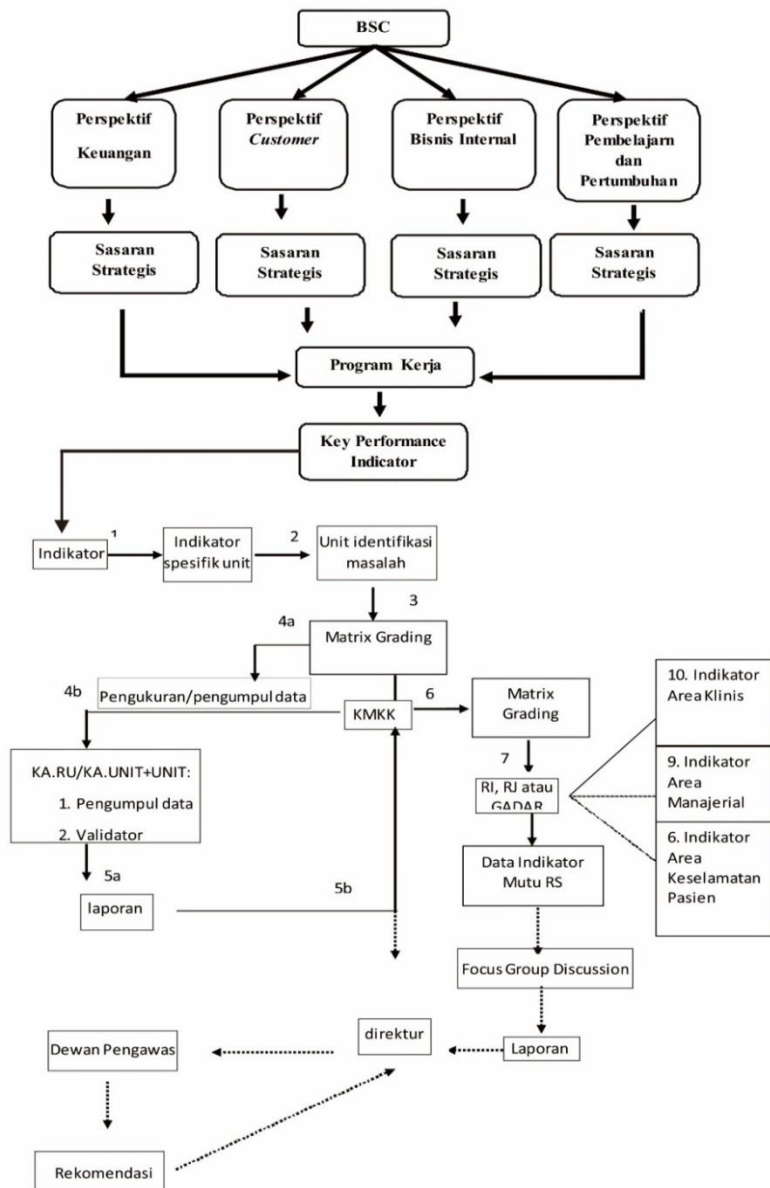 BSC
Perspektif
Keuangan
Perspektif
Customer
Perspektif
Bisnis Internal
Perspektif
Pembelajarn
dan
Pertumbuhan
Sasaran
Strategis
Sasaran
Strategis
Sasaran
Strategis
Sasaran
Strategis
Program Kerja
Key Performance
Indicator
Indikator
1
Indikator
spesifik unit
2
Unit identifikasi
masalah
3
4a
Matrix Grading
4b
Pengukuran/pengumpul data
KMKK
6
Matrix
Grading
10. Indikator
Area Klinis
7
KA.RU/KA.UNIT+UNIT:
1. Pengumpul data
2. Validator
RI, RJ atau
GADAR
9. Indikator
Area
Manajerial
5a
laporan
5b
Data Indikator
Mutu RS
6. Indikator
Area
Keselamatan
Pasien
Focus Group Discussion
Dewan Pengawas
direktur
Laporan
Rekomendasi